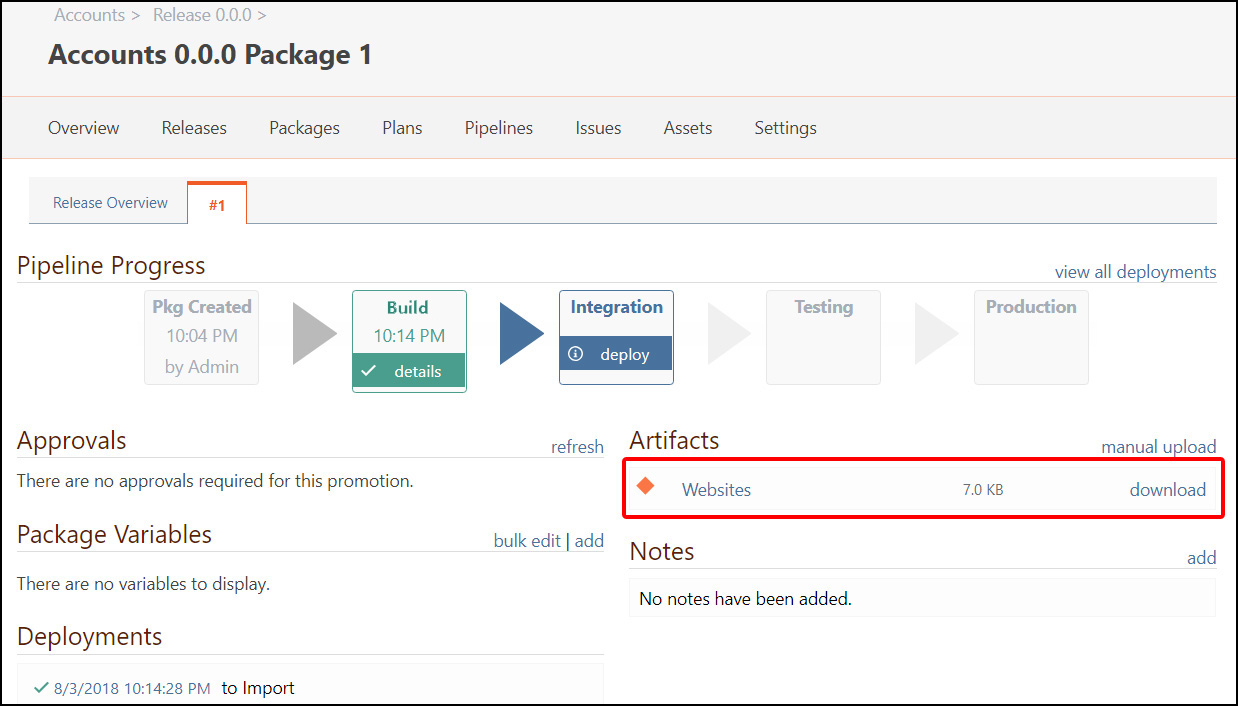 Accounts > Release 0.0.0 >
Accounts 0.0.0 Package 1
Overview Releases Packages Plans Pipelines Issues Assets Settings
Release Overview #1
Pipeline Progress
view all deployments
Pkg Created
10:04 PM
by Admin
Build
10:14 PM
details
Integration
deploy
Testing
Production
Approvals
refresh
There are no approvals required for this promotion.
Package Variables
bulk edit | add
There are no variables to display.
Deployments
8/3/2018 10:14:28 PM to Import
Artifacts
manual upload
Websites 7.0 KB download
Notes
add
No notes have been added.